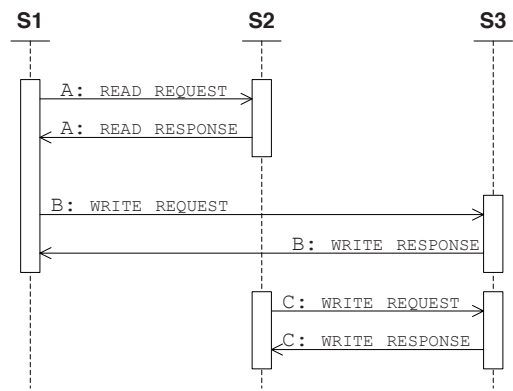 S1 S2 S3
A: READ REQUEST
A: READ RESPONSE
B: WRITE REQUEST
B: WRITE RESPONSE
C: WRITE REQUEST
C: WRITE RESPONSE